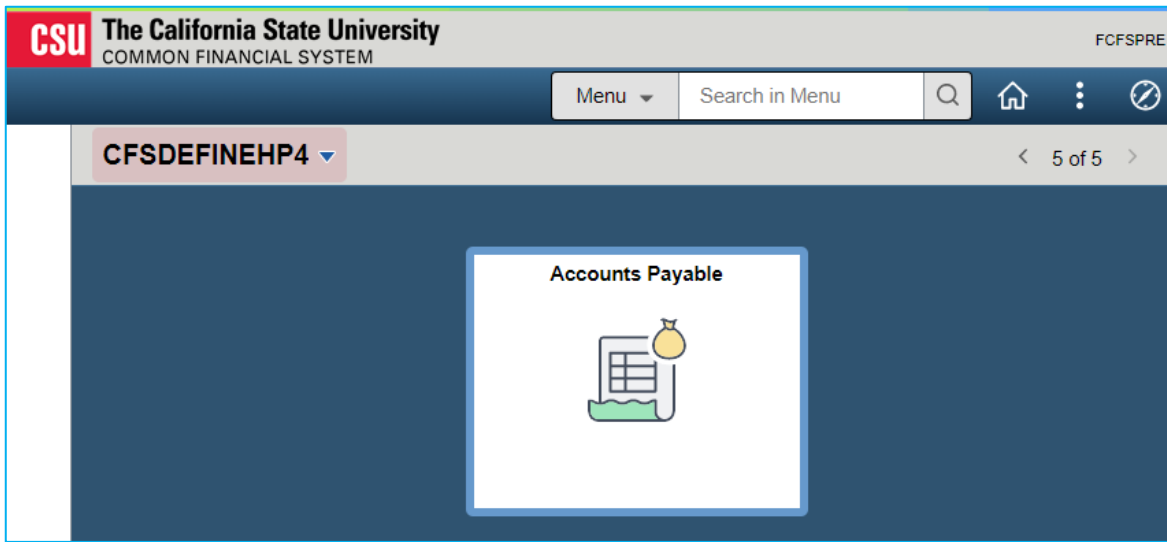 CSU
The California State University
COMMON FINANCIAL SYSTEM
FCFSPRE
Menu
Search in Menu
CFSDEFINEHP4
5 of 5
Accounts Payable